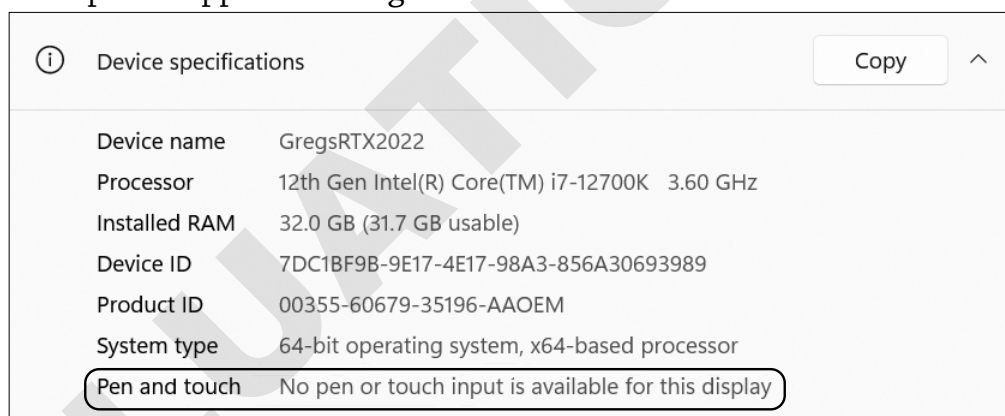 Device specifications Copy
Device name GregsRTX2022
Processor 12th Gen Intel(R) Core(TM) i7-12700K 3.60 GHz
Installed RAM 32.0 GB (31.7 GB usable)
Device ID 7DC1BF9B-9E17-4E17-98A3-856A30693989
Product ID 00355-60679-35196-AAOEM
System type 64-bit operating system, x64-based processor
Pen and touch No pen or touch input is available for this display